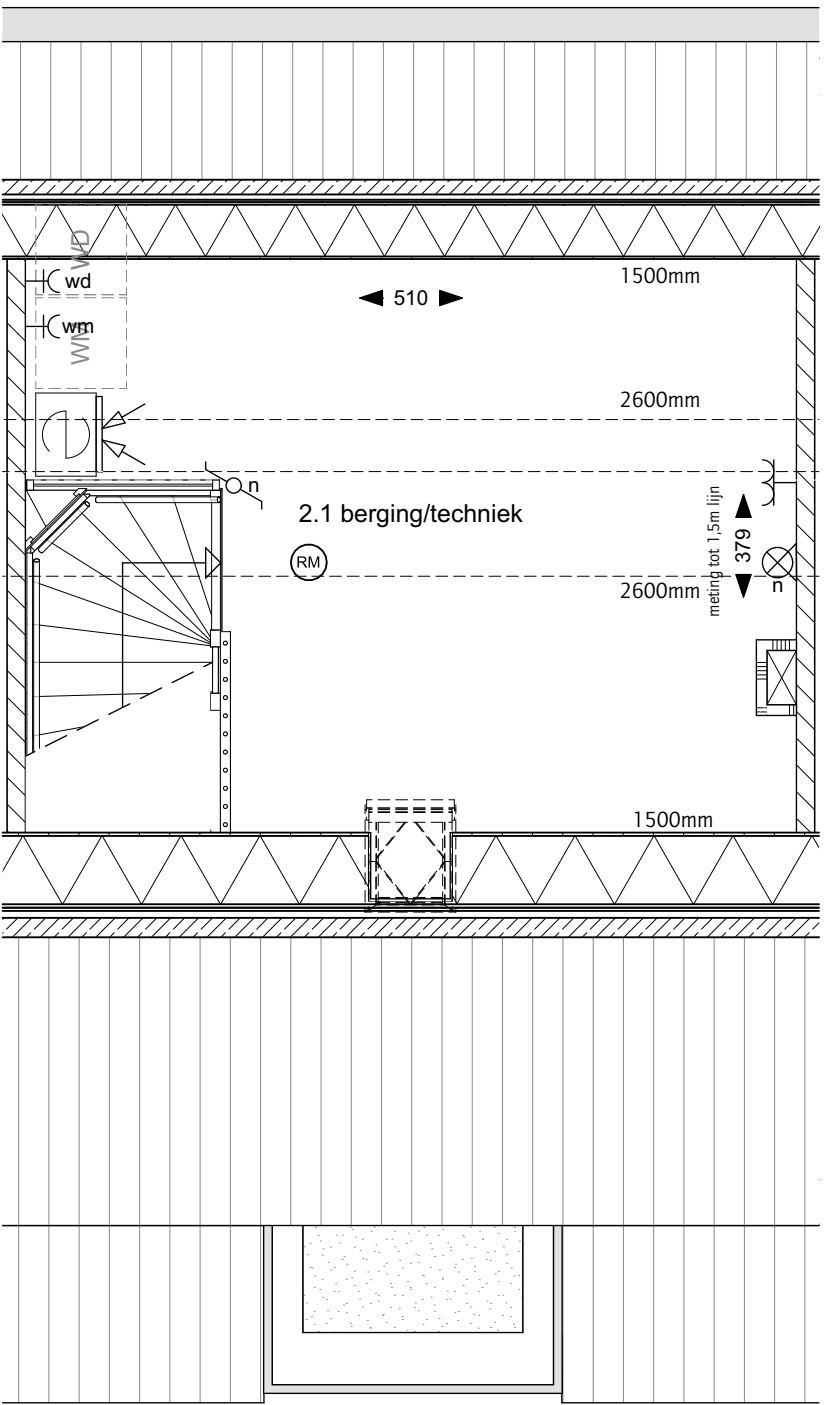 WD
wd
1500mm
510
wm
WM
2600mm
n
2.1 berging/techniek
meting tot 1,5m lijn
379
RM
2600mm
n
1500mm